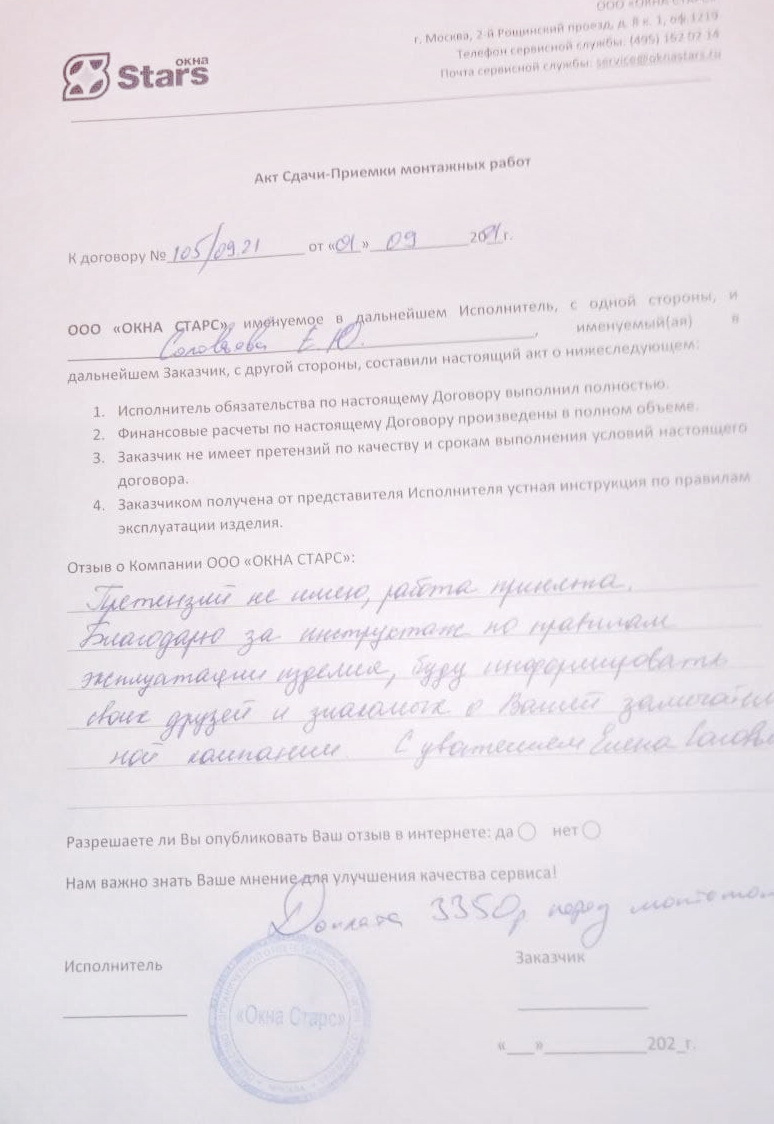 ООО «ОКНА СТАРС»
г. Москва, 2-й Рощинский проезд, д. 8 к. 1, оф.1219
Телефон сервисной службы: (495) 162 02 14
Почта сервисной службы: service@oknastars.ru
окна
Stars
Акт Сдачи-Приемки монтажных работ
К договору № 105/09.21 от «01» 09 2021г.
ООО «ОКНА СТАРС», именуемое в дальнейшем Исполнитель, с одной стороны, и
Соловьова Е Ю. , именуемый(ая) в
дальнейшем Заказчик, с другой стороны, составили настоящий акт о нижеследующем:
1. Исполнитель обязательства по настоящему Договору выполнил полностью.
2. Финансовые расчеты по настоящему Договору произведены в полном объеме.
3. Заказчик не имеет претензий по качеству и срокам выполнения условий настоящего
договора.
4. Заказчиком получена от представителя Исполнителя устная инструкция по правилам
эксплуатации изделия.
Отзыв о Компании ООО «ОКНА СТАРС»:
Претензий не имею, работа принята.
Благодарю за инструктаж по правилам
эксплуатации изделия, буду информировать
своих друзей и знакомых о Вашей замичател
ной компании. С уважением Елена Солов
Разрешаете ли Вы опубликовать Ваш отзыв в интернете: да нет
Нам важно знать Ваше мнение для улучшения качества сервиса!
Доплата 3350р перед монтажом
Исполнитель
Заказчик
«Окна Старс»
«___»____________202_г.